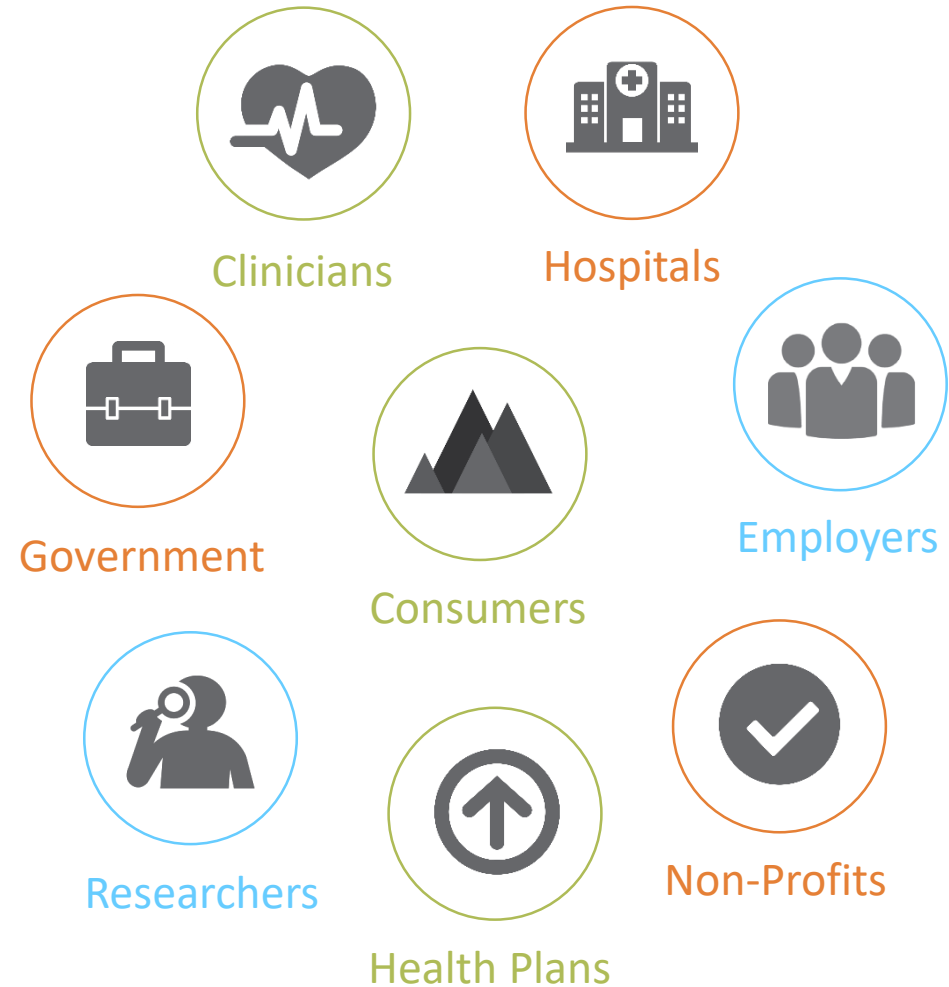 Clinicians
Hospitals
Government
Employers
Consumers
Researchers
Non-Profits
Health Plans